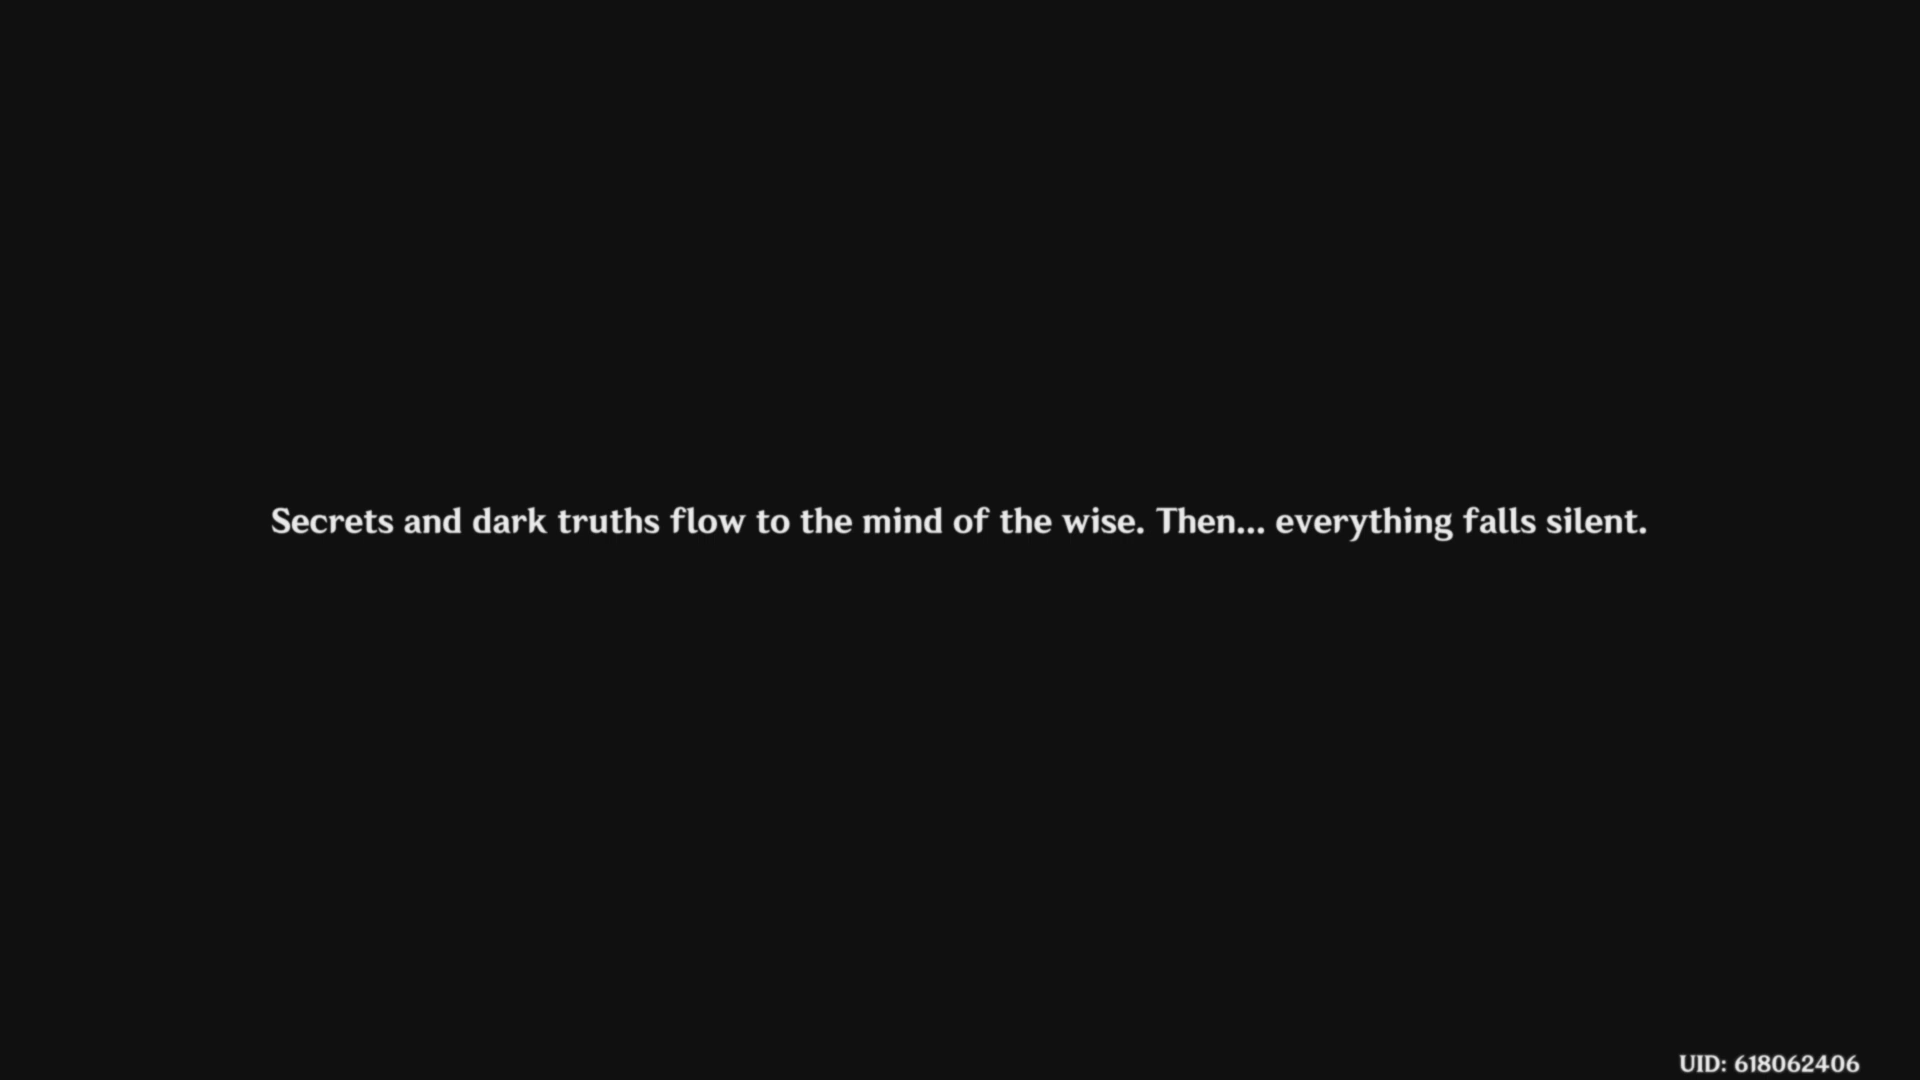 Secrets and dark truths flow to the mind of the wise. Then... everything falls silent.
UID: 618062406